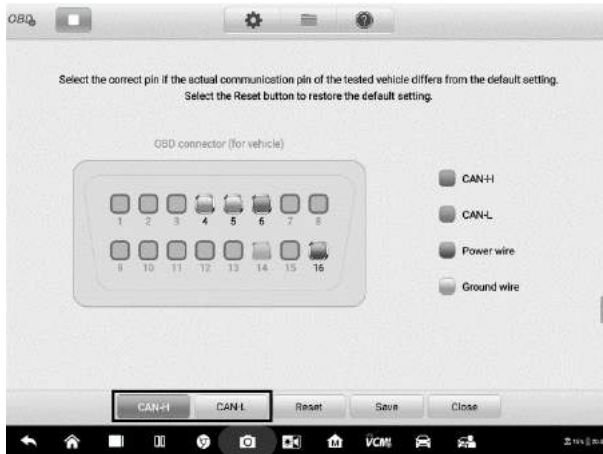 OBD
Select the correct pin if the actual communication pin of the tested vehicle differs from the default setting.
Select the Reset button to restore the default setting.
OBD connector (for vehicle)
1 2 3 4 5 6 7 8
9 10 11 12 13 14 15 16
CAN-H
CAN-L
Power wire
Ground wire
CAN-H CAN-L Reset Save Close
VCMI